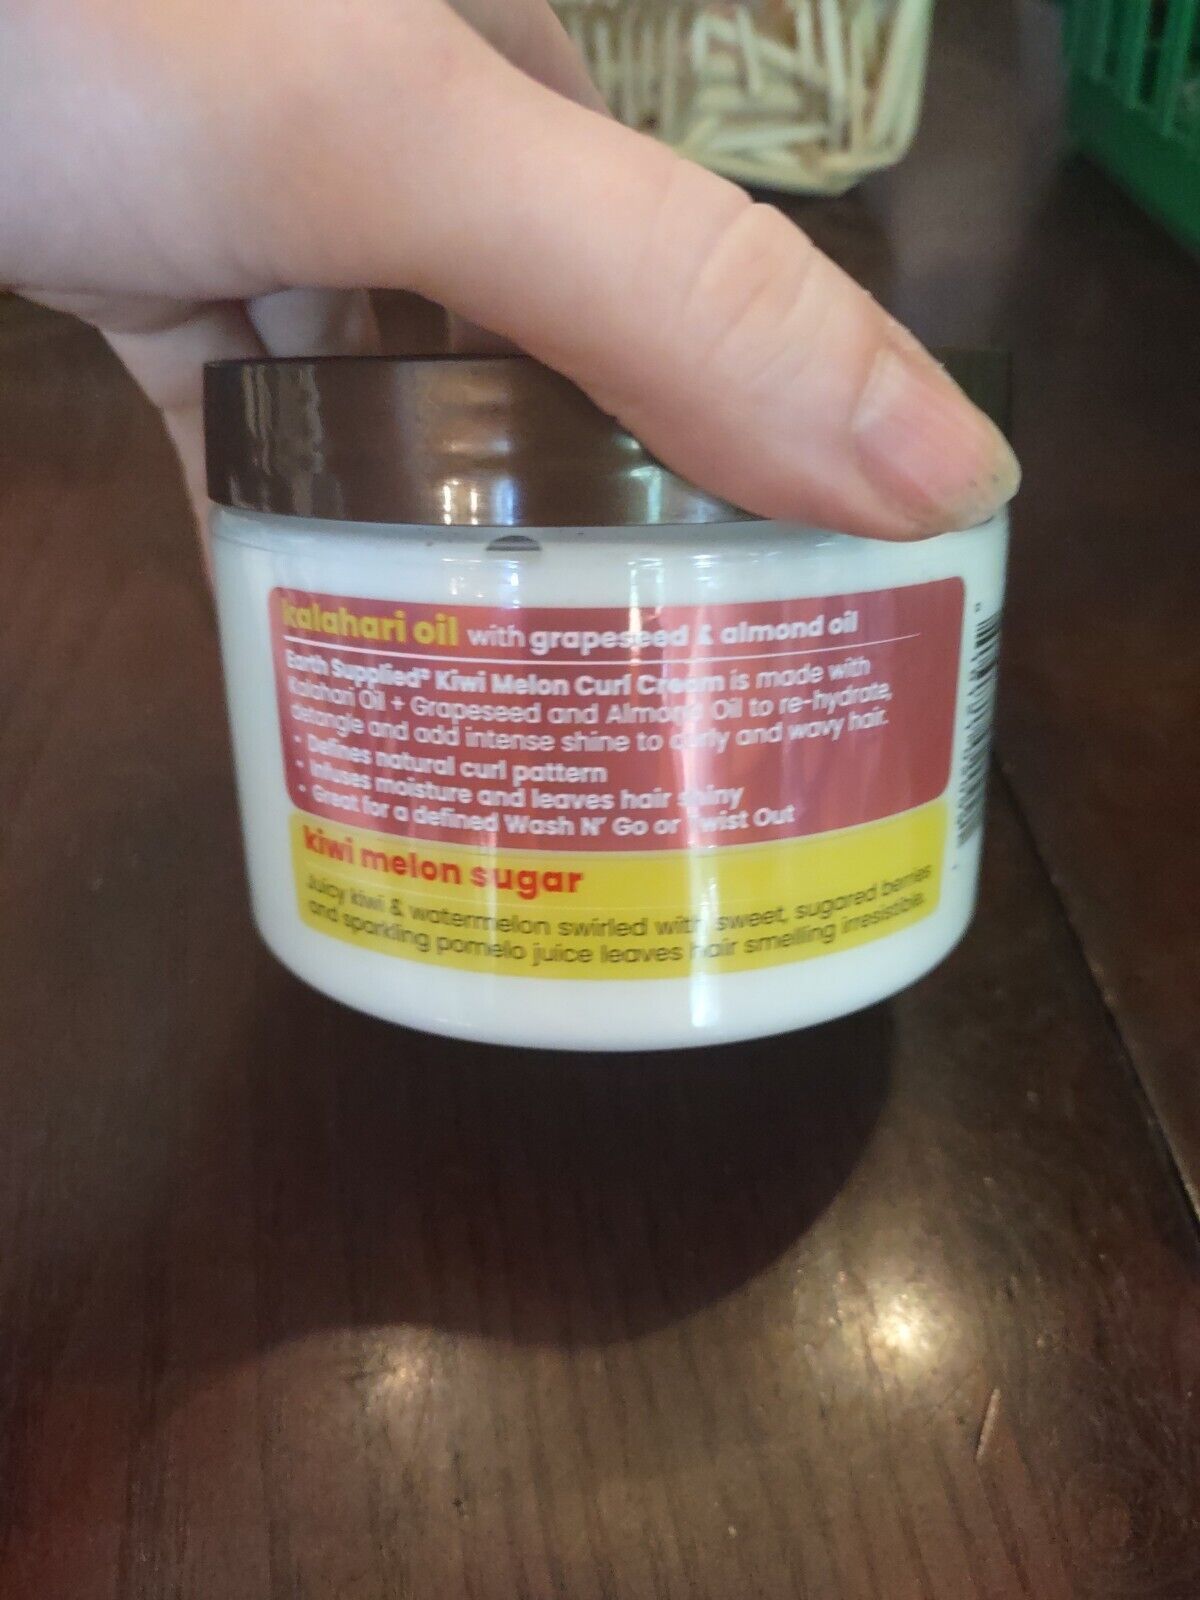 kalahari oil with grapeseed & almond oil
Earth Supplied® Kiwi Melon Curl Cream is made with
Kalahari Oil + Grapeseed and Almond Oil to re-hydrate,
detangle and add intense shine to curly and wavy hair.
• Defines natural curl pattern
• Infuses moisture and leaves hair shiny
• Great for a defined Wash N' Go or Twist Out
kiwi melon sugar
Juicy kiwi & watermelon swirled with sweet, sugared berries
and sparkling pomelo juice leaves hair smelling irresistible.